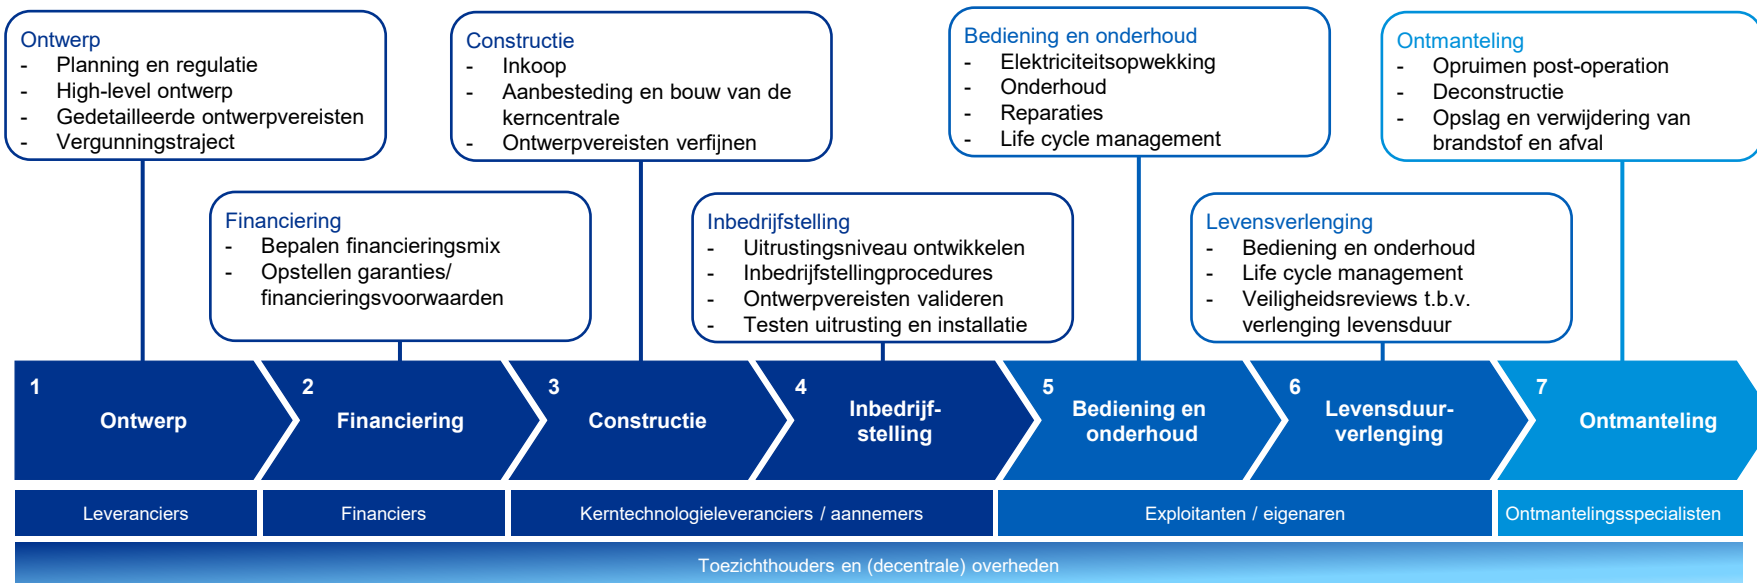 Ontwerp
- Planning en regulatie
- High-level ontwerp
- Gedetailleerde ontwerpvereisten
- Vergunningstraject
Constructie
- Inkoop
- Aanbesteding en bouw van de
kerncentrale
- Ontwerpvereisten verfijnen
Bediening en onderhoud
- Elektriciteitsopwekking
- Onderhoud
- Reparaties
- Life cycle management
Ontmanteling
- Opruimen post-operation
- Deconstructie
- Opslag en verwijdering van
brandstof en afval
Financiering
- Bepalen financieringsmix
- Opstellen garanties/
financieringsvoorwaarden
Inbedrijfstelling
- Uitrustingsniveau ontwikkelen
- Inbedrijfstellingprocedures
- Ontwerpvereisten valideren
- Testen uitrusting en installatie
Levensverlenging
- Bediening en onderhoud
- Life cycle management
- Veiligheidsreviews t.b.v.
verlenging levensduur
1
Ontwerp
2
Financiering
3
Constructie
4
Inbedrijf-
stelling
5
Bediening en
onderhoud
6
Levensduur-
verlenging
7
Ontmanteling
Leveranciers
Financiers
Kerntechnologieleveranciers / aannemers
Exploitanten / eigenaren
Ontmantelingsspecialisten
Toezichthouders en (decentrale) overheden